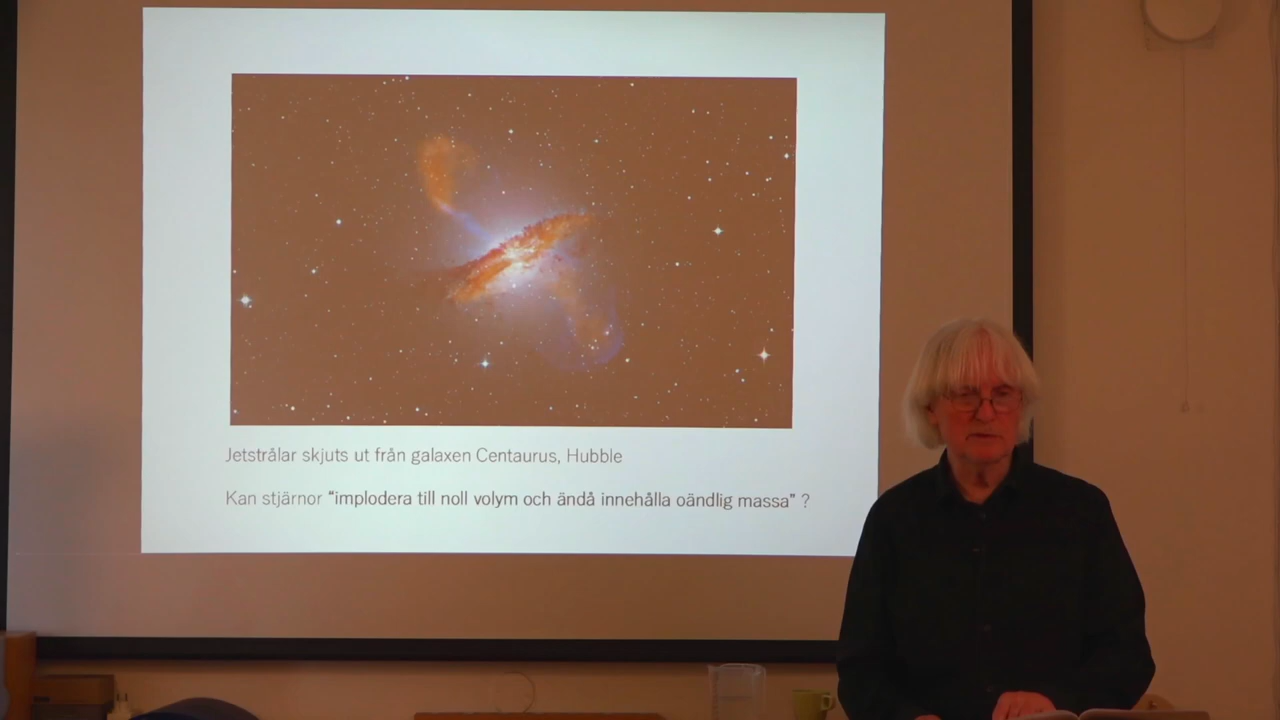 Jetstrålar skjuts ut från galaxen Centaurus, Hubble
Kan stjärnor “implodera till noll volym och ändå innehålla oändlig massa” ?